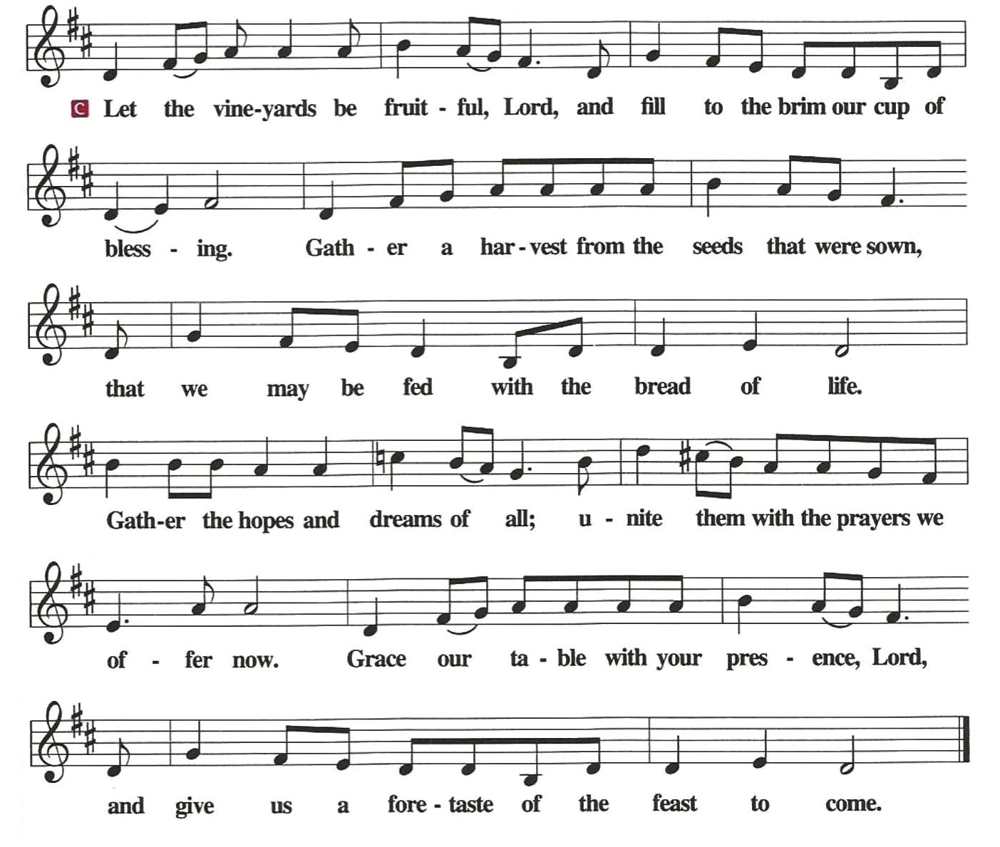 C Let the vine-yards be fruit - ful, Lord, and fill to the brim our cup of
bless - ing. Gath - er a har - vest from the seeds that were sown,
that we may be fed with the bread of life.
Gath-er the hopes and dreams of all; u - nite them with the prayers we
of - fer now. Grace our ta - ble with your pres - ence, Lord,
and give us a fore - taste of the feast to come.